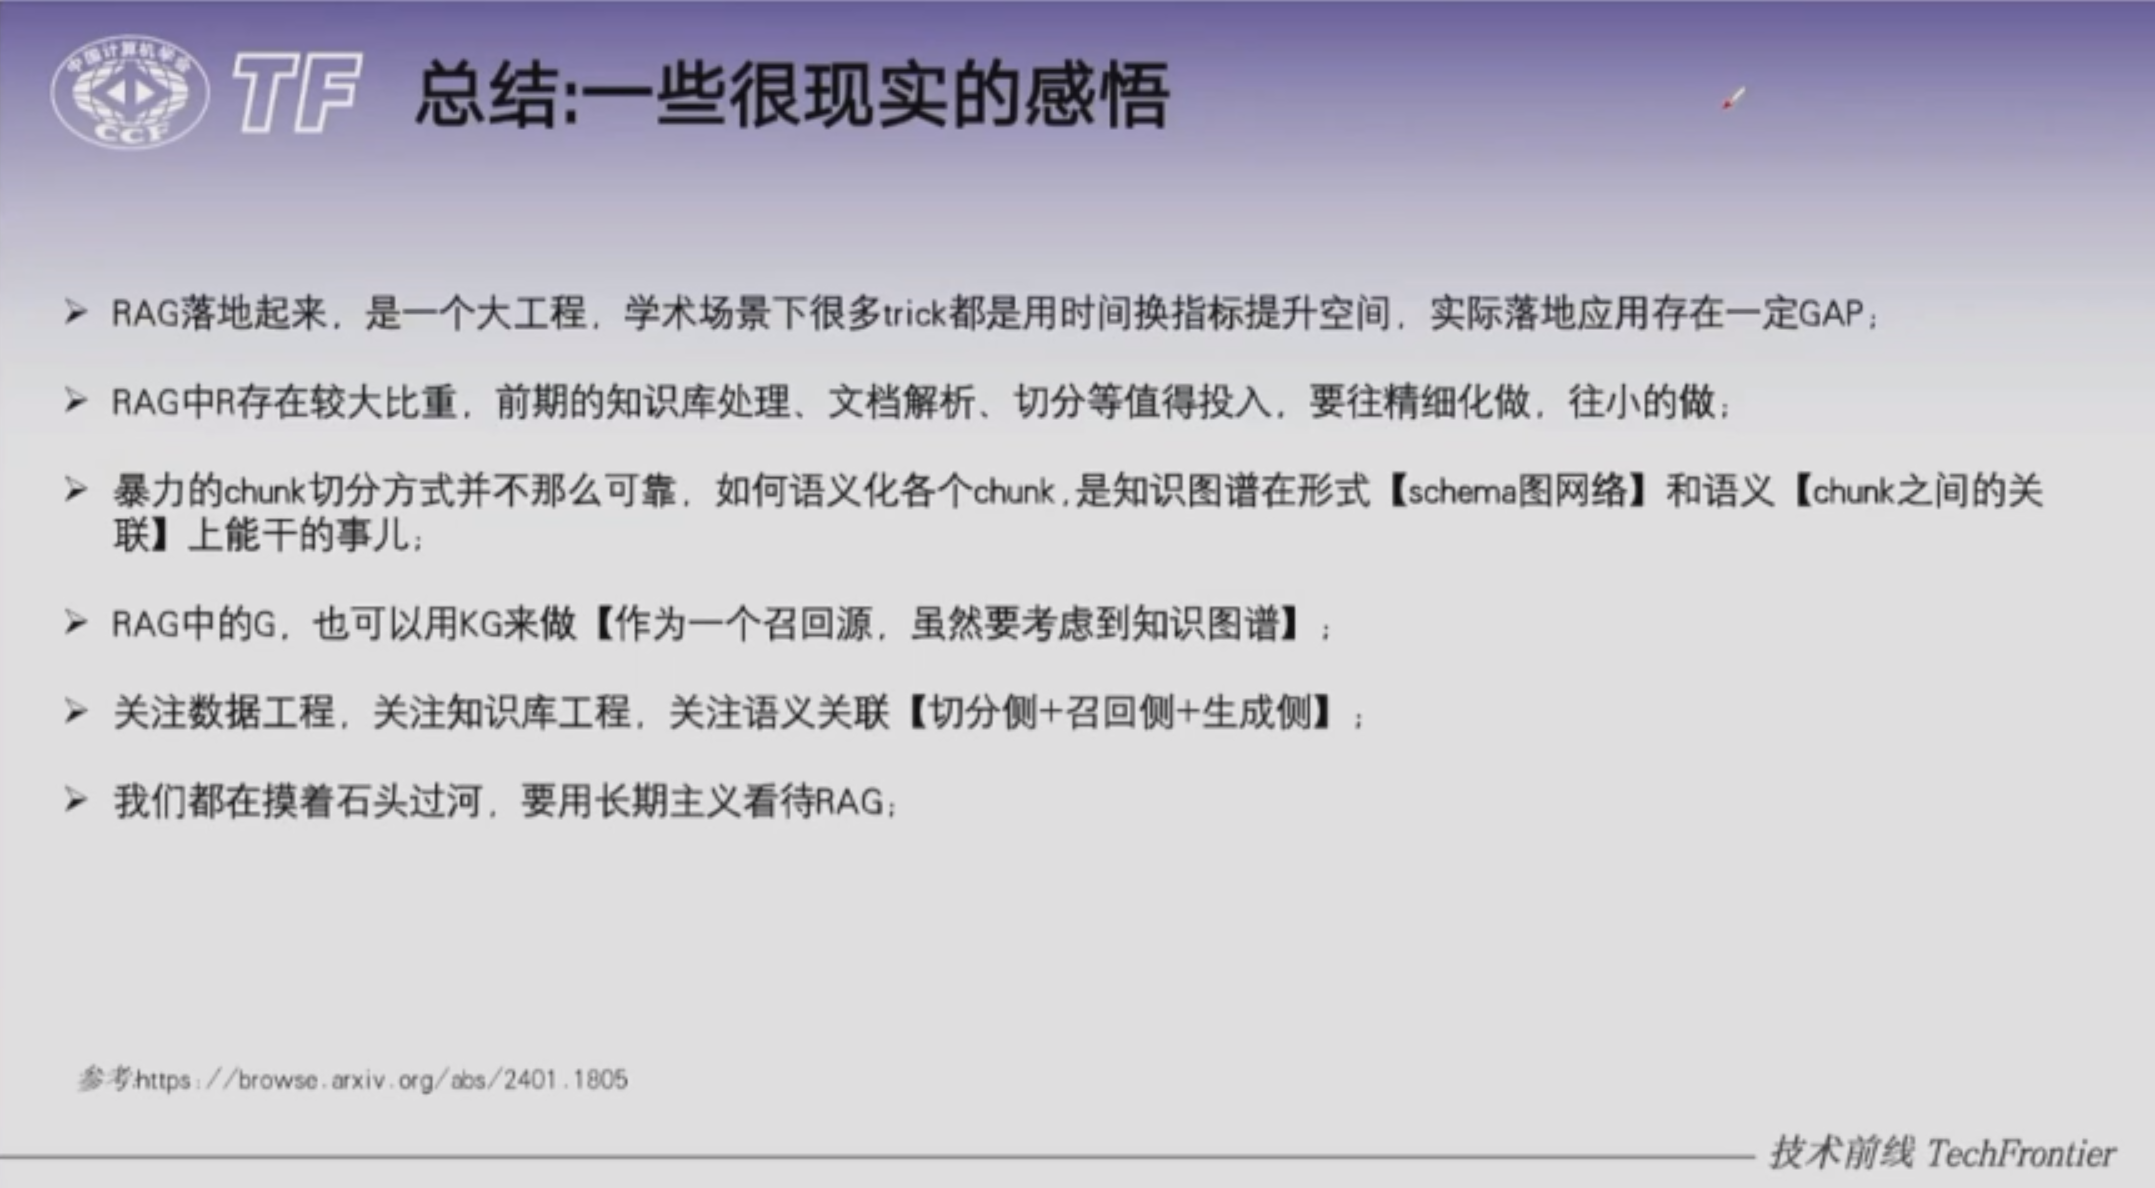 中国计算机学会
CCF
TF
总结:一些很现实的感悟
➢ RAG落地起来，是一个大工程，学术场景下很多trick都是用时间换指标提升空间，实际落地应用存在一定GAP；
➢ RAG中R存在较大比重，前期的知识库处理、文档解析、切分等值得投入，要往精细化做，往小的做；
➢ 暴力的chunk切分方式并不那么可靠，如何语义化各个chunk,是知识图谱在形式【schema图网络】和语义【chunk之间的关
联】上能干的事儿；
➢ RAG中的G，也可以用KG来做【作为一个召回源，虽然要考虑到知识图谱】；
➢ 关注数据工程，关注知识库工程，关注语义关联【切分侧+召回侧+生成侧】；
➢ 我们都在摸着石头过河，要用长期主义看待RAG；
参考:https://browse.arxiv.org/abs/2401.1805
技术前线 TechFrontier